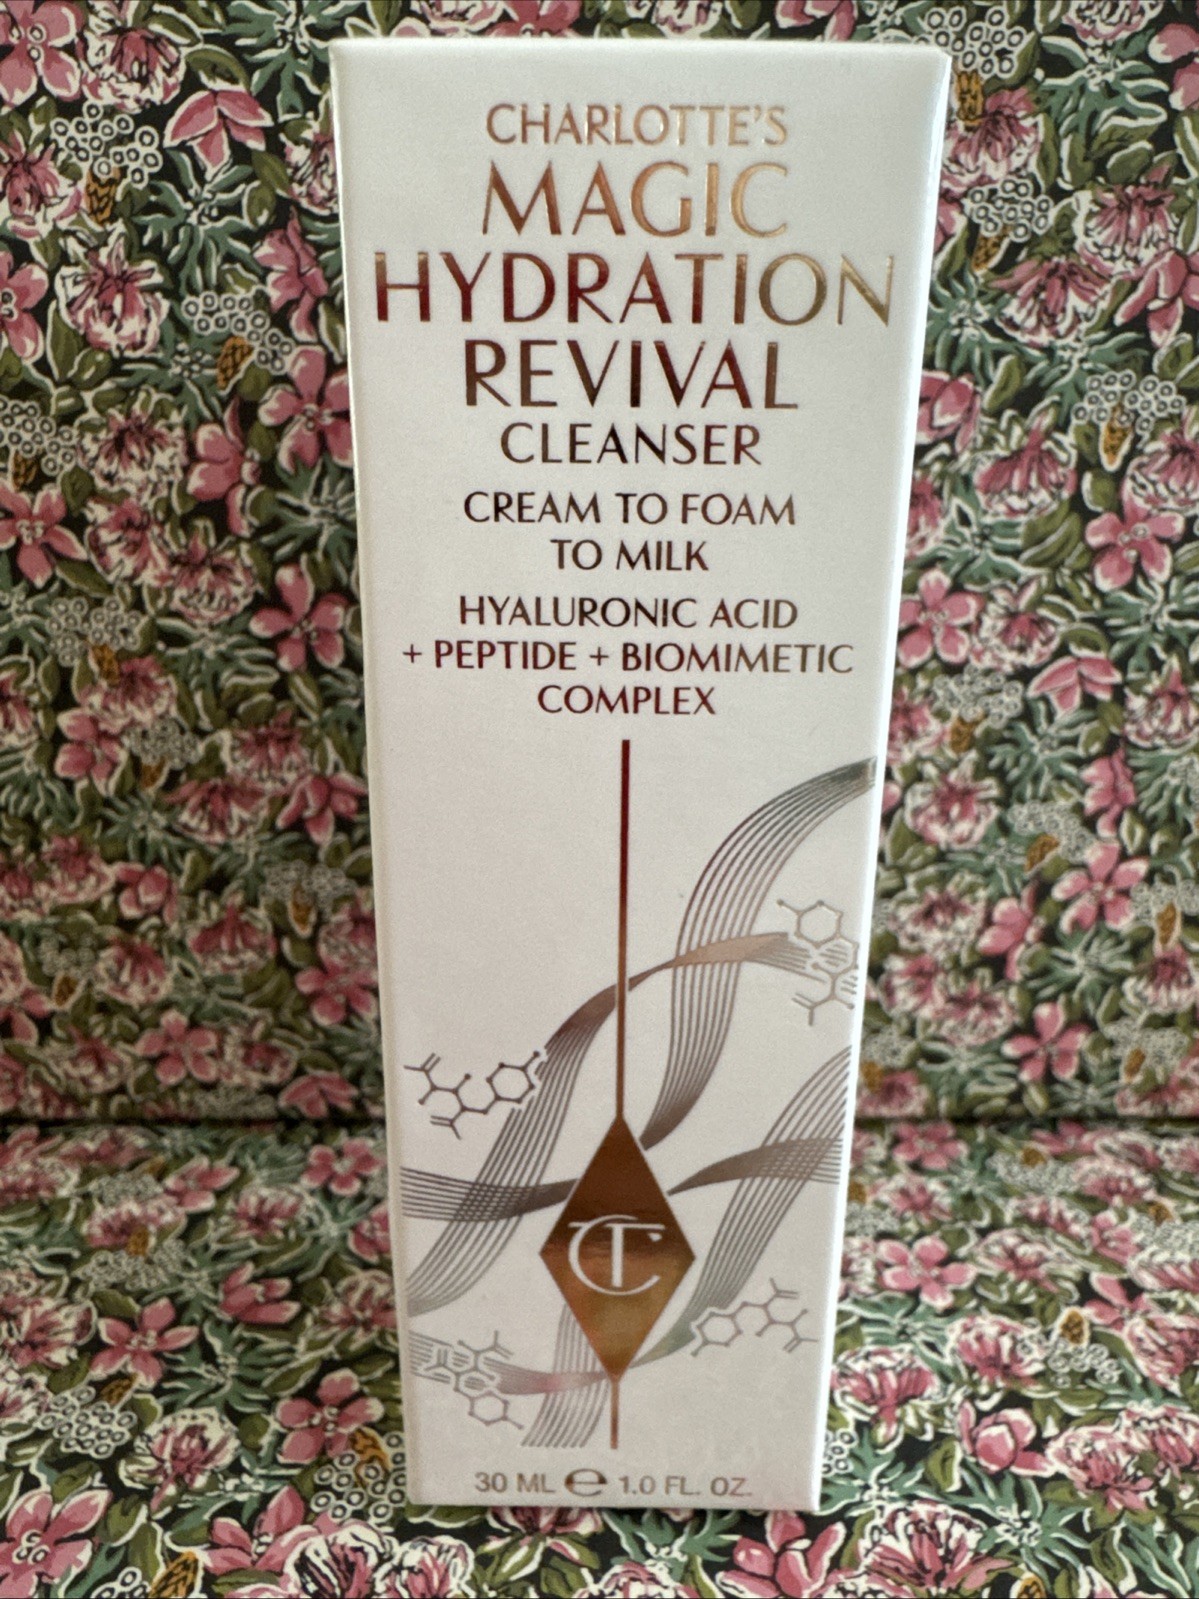 CHARLOTTE'S
MAGIC
HYDRATION
REVIVAL
CLEANSER
CREAM TO FOAM
TO MILK
HYALURONIC ACID
+ PEPTIDE + BIOMIMETIC
COMPLEX
CT
30 ML ℮ 1.0 FL. OZ.